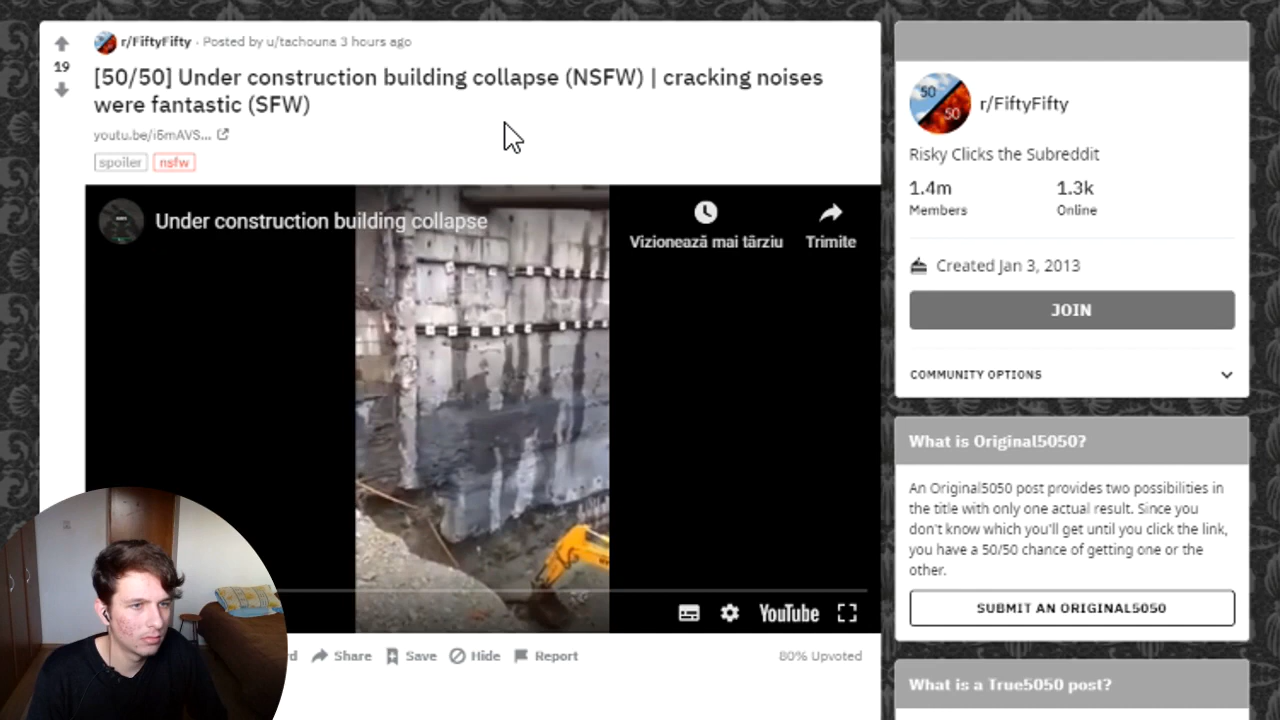 r/FiftyFifty · Posted by u/tachouna 3 hours ago
19
[50/50] Under construction building collapse (NSFW) | cracking noises
were fantastic (SFW)
youtu.be/i5mAVS...
spoiler nsfw
Under construction building collapse
Vizionează mai târziu Trimite
YouTube
Share Save Hide Report 80% Upvoted
50
50
r/FiftyFifty
Risky Clicks the Subreddit
1.4m 1.3k
Members Online
Created Jan 3, 2013
JOIN
COMMUNITY OPTIONS
What is Original5050?
An Original5050 post provides two possibilities in
the title with only one actual result. Since you
don't know which you'll get until you click the link,
you have a 50/50 chance of getting one or the
other.
SUBMIT AN ORIGINAL5050
What is a True5050 post?